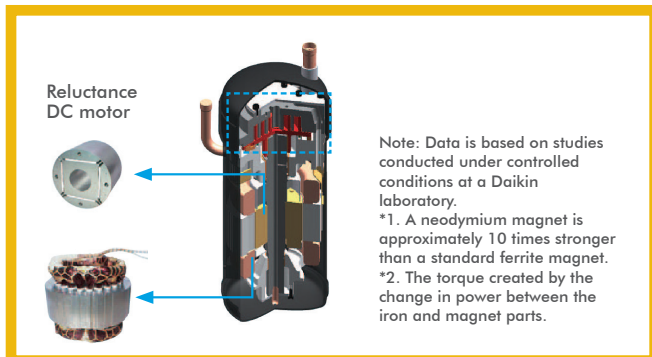 Reluctance
DC motor
Note: Data is based on studies
conducted under controlled
conditions at a Daikin
laboratory.
*1. A neodymium magnet is
approximately 10 times stronger
than a standard ferrite magnet.
*2. The torque created by the
change in power between the
iron and magnet parts.